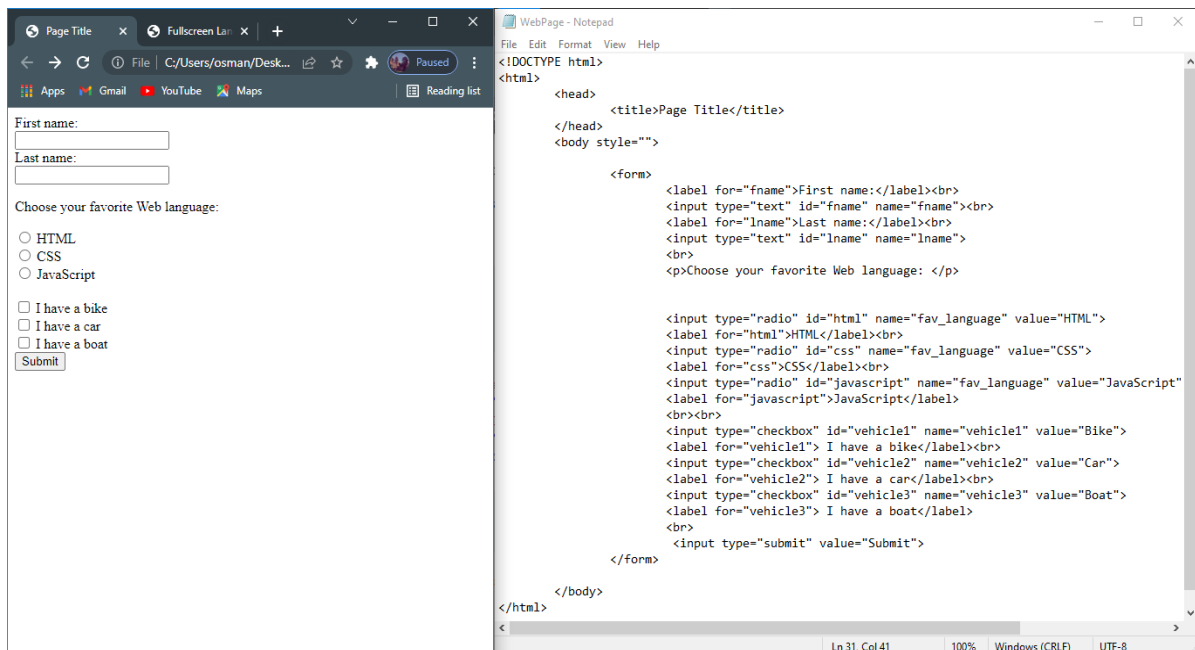 Page Title
Fullscreen Lan
File
C:/Users/osman/Desk...
Paused
Apps
Gmail
YouTube
Maps
Reading list
First name:
Last name:
Choose your favorite Web language:
HTML
CSS
JavaScript
I have a bike
I have a car
I have a boat
Submit
WebPage - Notepad
File Edit Format View Help
<!DOCTYPE html>
<html>
<head>
<title>Page Title</title>
</head>
<body style="">
<form>
<label for="fname">First name:</label><br>
<input type="text" id="fname" name="fname"><br>
<label for="lname">Last name:</label><br>
<input type="text" id="lname" name="lname">
<br>
<p>Choose your favorite Web language: </p>
<input type="radio" id="html" name="fav_language" value="HTML">
<label for="html">HTML</label><br>
<input type="radio" id="css" name="fav_language" value="CSS">
<label for="css">CSS</label><br>
<input type="radio" id="javascript" name="fav_language" value="JavaScript"
<label for="javascript">JavaScript</label>
<br><br>
<input type="checkbox" id="vehicle1" name="vehicle1" value="Bike">
<label for="vehicle1"> I have a bike</label><br>
<input type="checkbox" id="vehicle2" name="vehicle2" value="Car">
<label for="vehicle2"> I have a car</label><br>
<input type="checkbox" id="vehicle3" name="vehicle3" value="Boat">
<label for="vehicle3"> I have a boat</label>
<br>
<input type="submit" value="Submit">
</form>
</body>
</html>
Ln 31, Col 41
100%
Windows (CRLF)
UTF-8